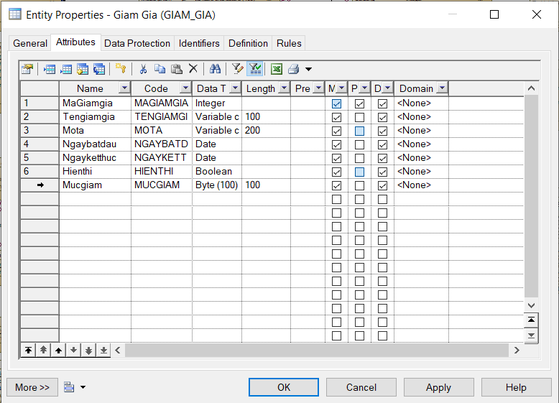 Entity Properties - Giam Gia (GIAM_GIA)
General Attributes Data Protection Identifiers Definition Rules
Name Code Data T Length Pre M P D Domain
1 MaGiamgia MAGIAMGIA Integer <None>
2 Tengiamgia TENGIAMGI Variable c 100 <None>
3 Mota MOTA Variable c 200 <None>
4 Ngaybatdau NGAYBATD Date <None>
5 Ngayketthuc NGAYKETT Date <None>
6 Hienthi HIENTHI Boolean <None>
Mucgiam MUCGIAM Byte (100) 100 <None>
More >> OK Cancel Apply Help